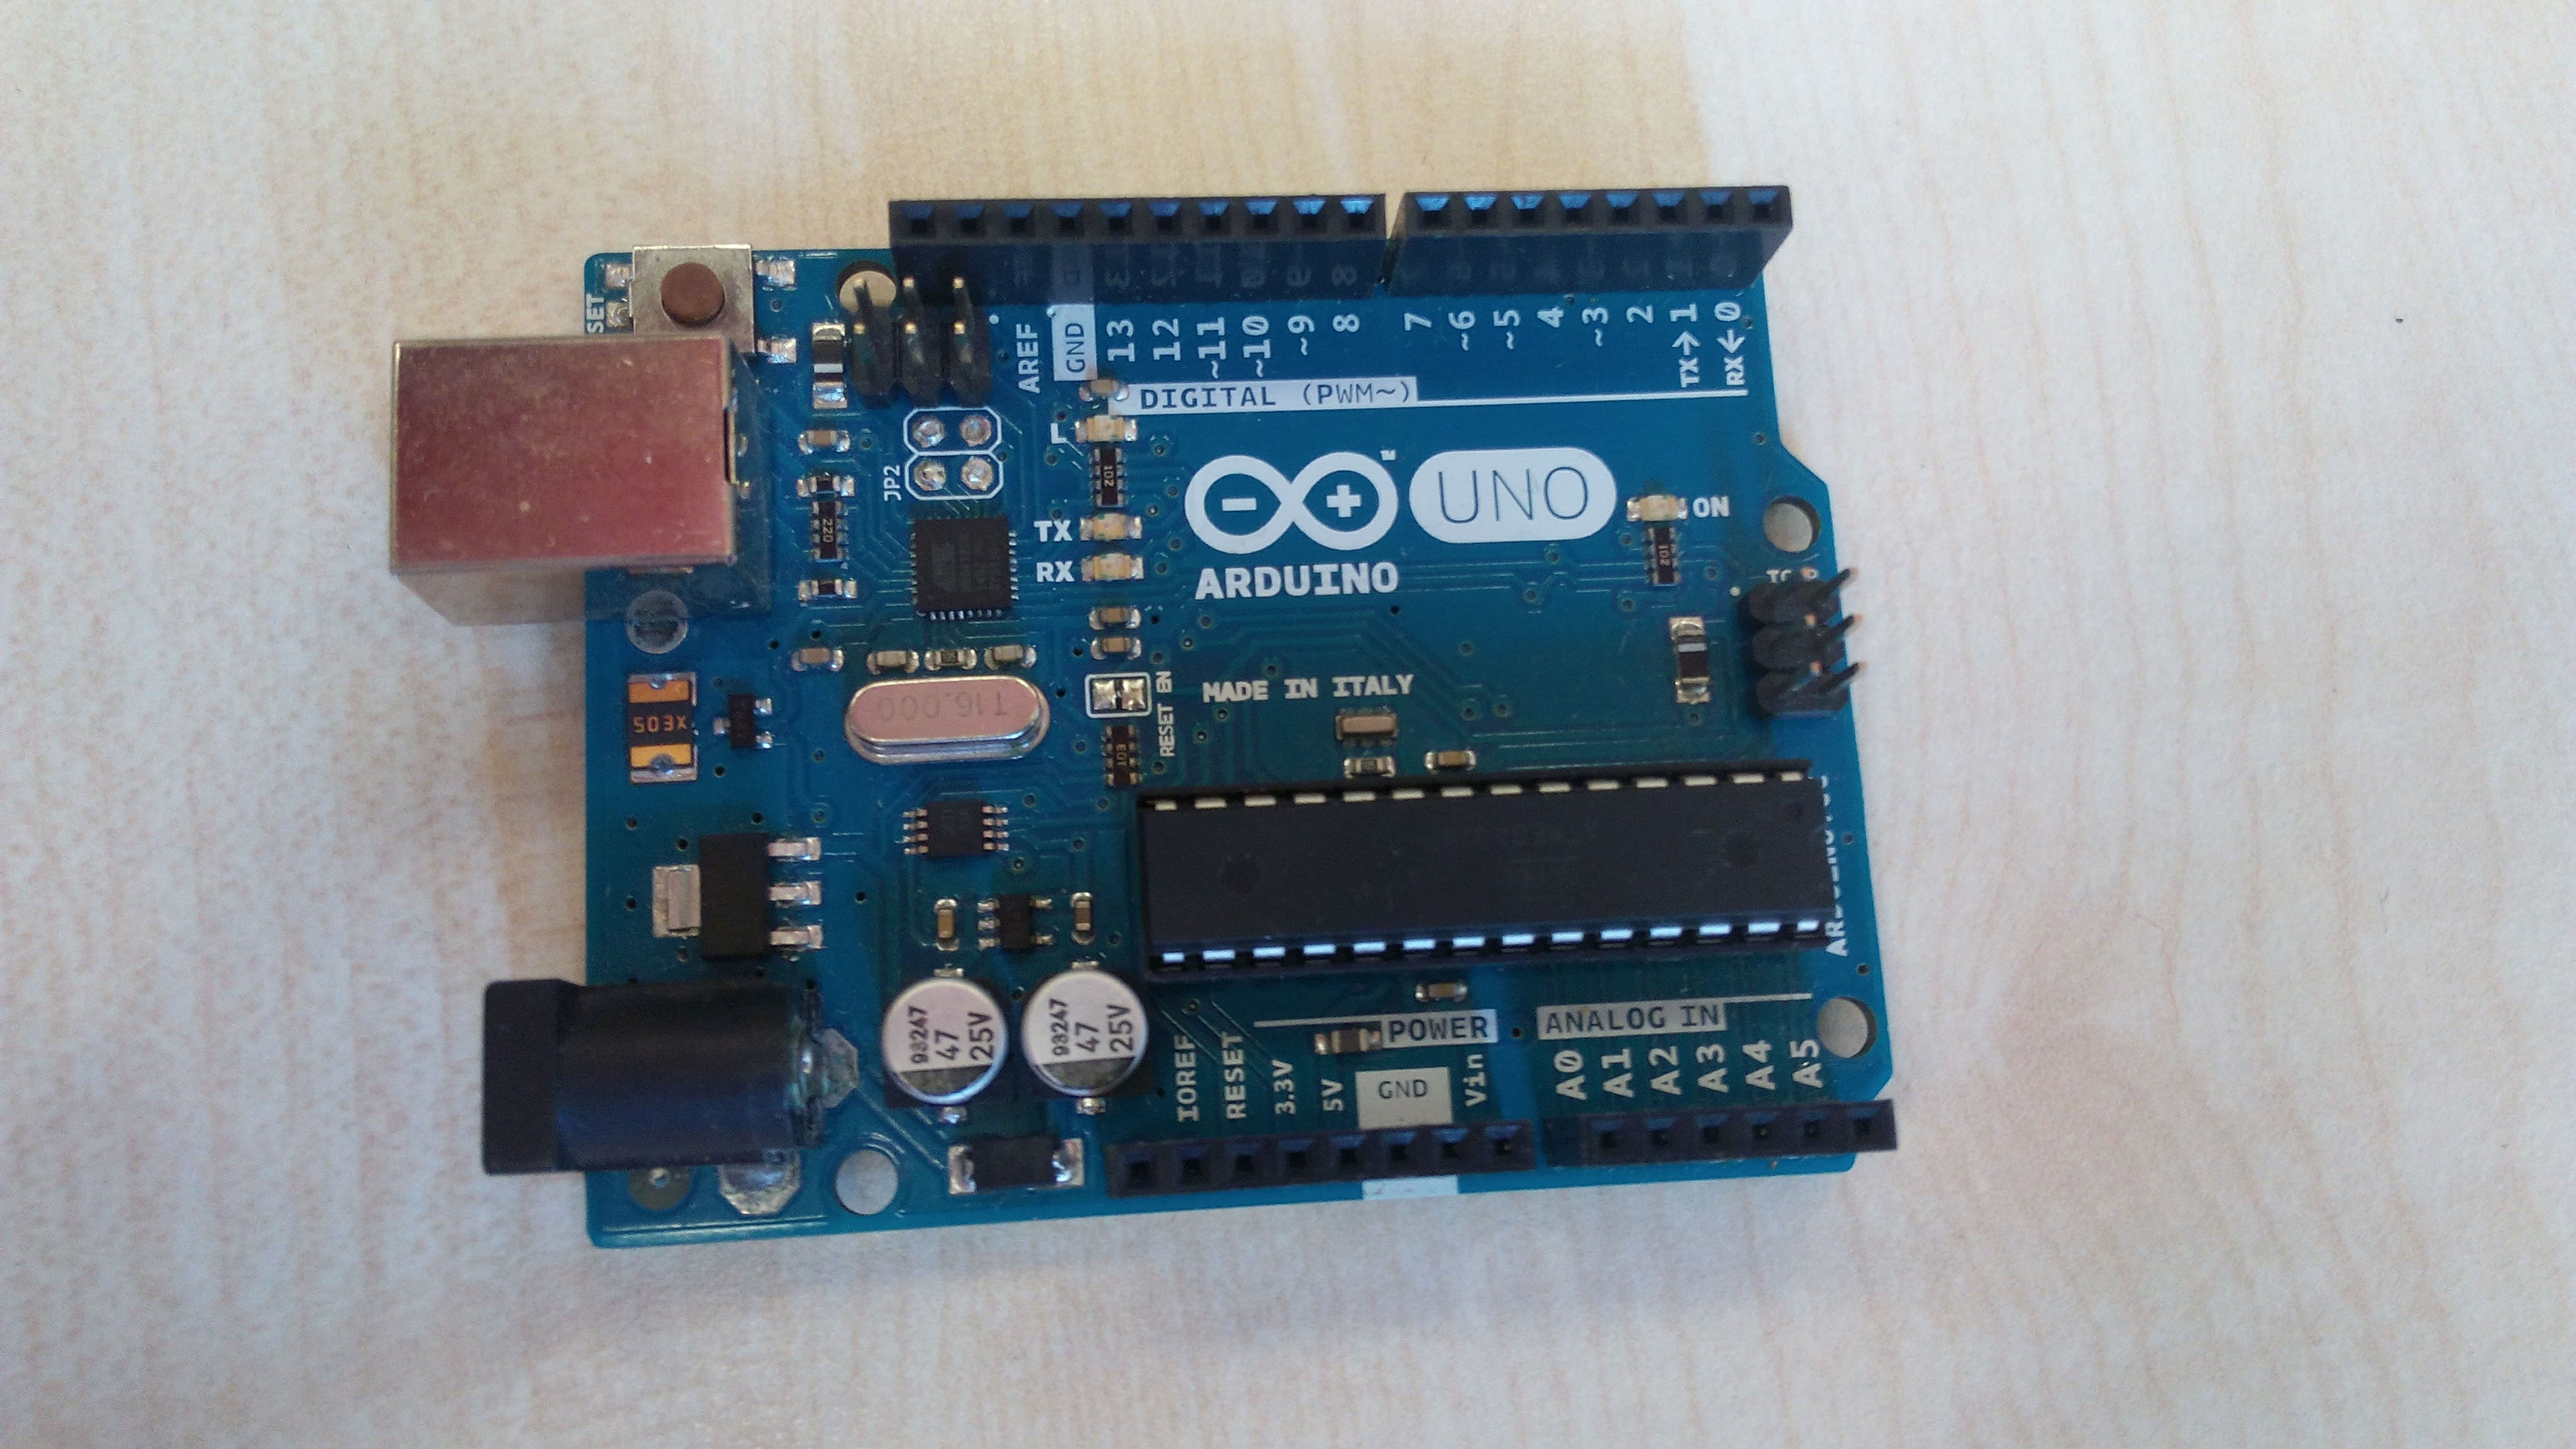 AREF
GND
13
12
~11
~10
~9
8
7
~6
~5
4
~3
2
TX→1
RX←0
DIGITAL (PWM~)
L
JP2
TX
RX
™
UNO
ARDUINO
ON
102
220
102
MADE IN ITALY
RESET EN
T16.000
503X
103
93247
47
25V
93247
47
25V
POWER
ANALOG IN
IOREF
RESET
3.3V
5V
GND
Vin
A0
A1
A2
A3
A4
A5